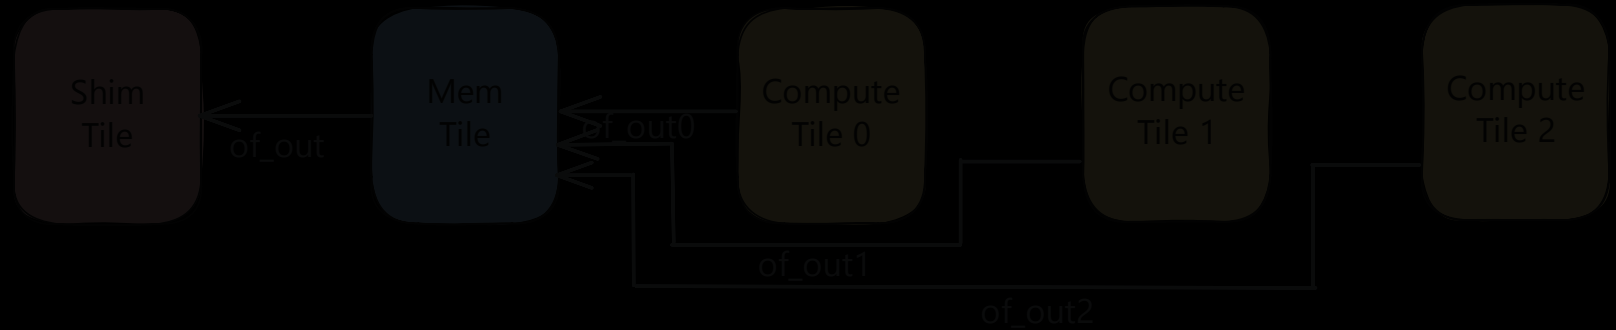 Shim
Tile
of_out
Mem
Tile
of_out0
Compute
Tile 0
Compute
Tile 1
Compute
Tile 2
of_out1
of_out2